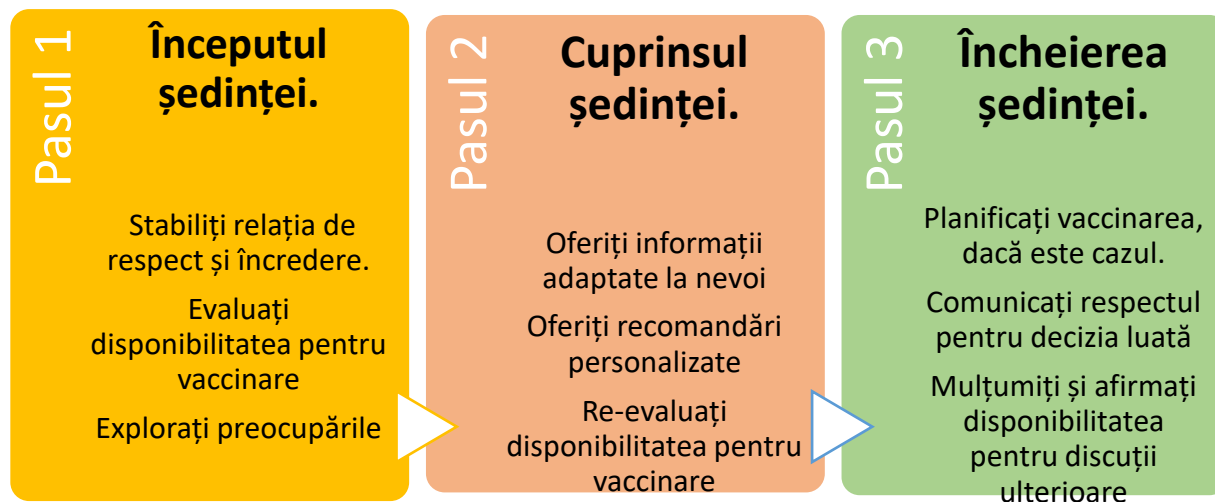 Pasul 1
Începutul
ședinței.
Stabiliți relația de
respect și încredere.
Evaluați
disponibilitatea pentru
vaccinare
Explorați preocupările
Pasul 2
Cuprinsul
ședinței.
Oferiți informații
adaptate la nevoi
Oferiți recomandări
personalizate
Re-evaluați
disponibilitatea pentru
vaccinare
Pasul 3
Încheierea
ședinței.
Planificați vaccinarea,
dacă este cazul.
Comunicați respectul
pentru decizia luată
Mulțumiți și afirmați
disponibilitatea
pentru discuții
ulterioare